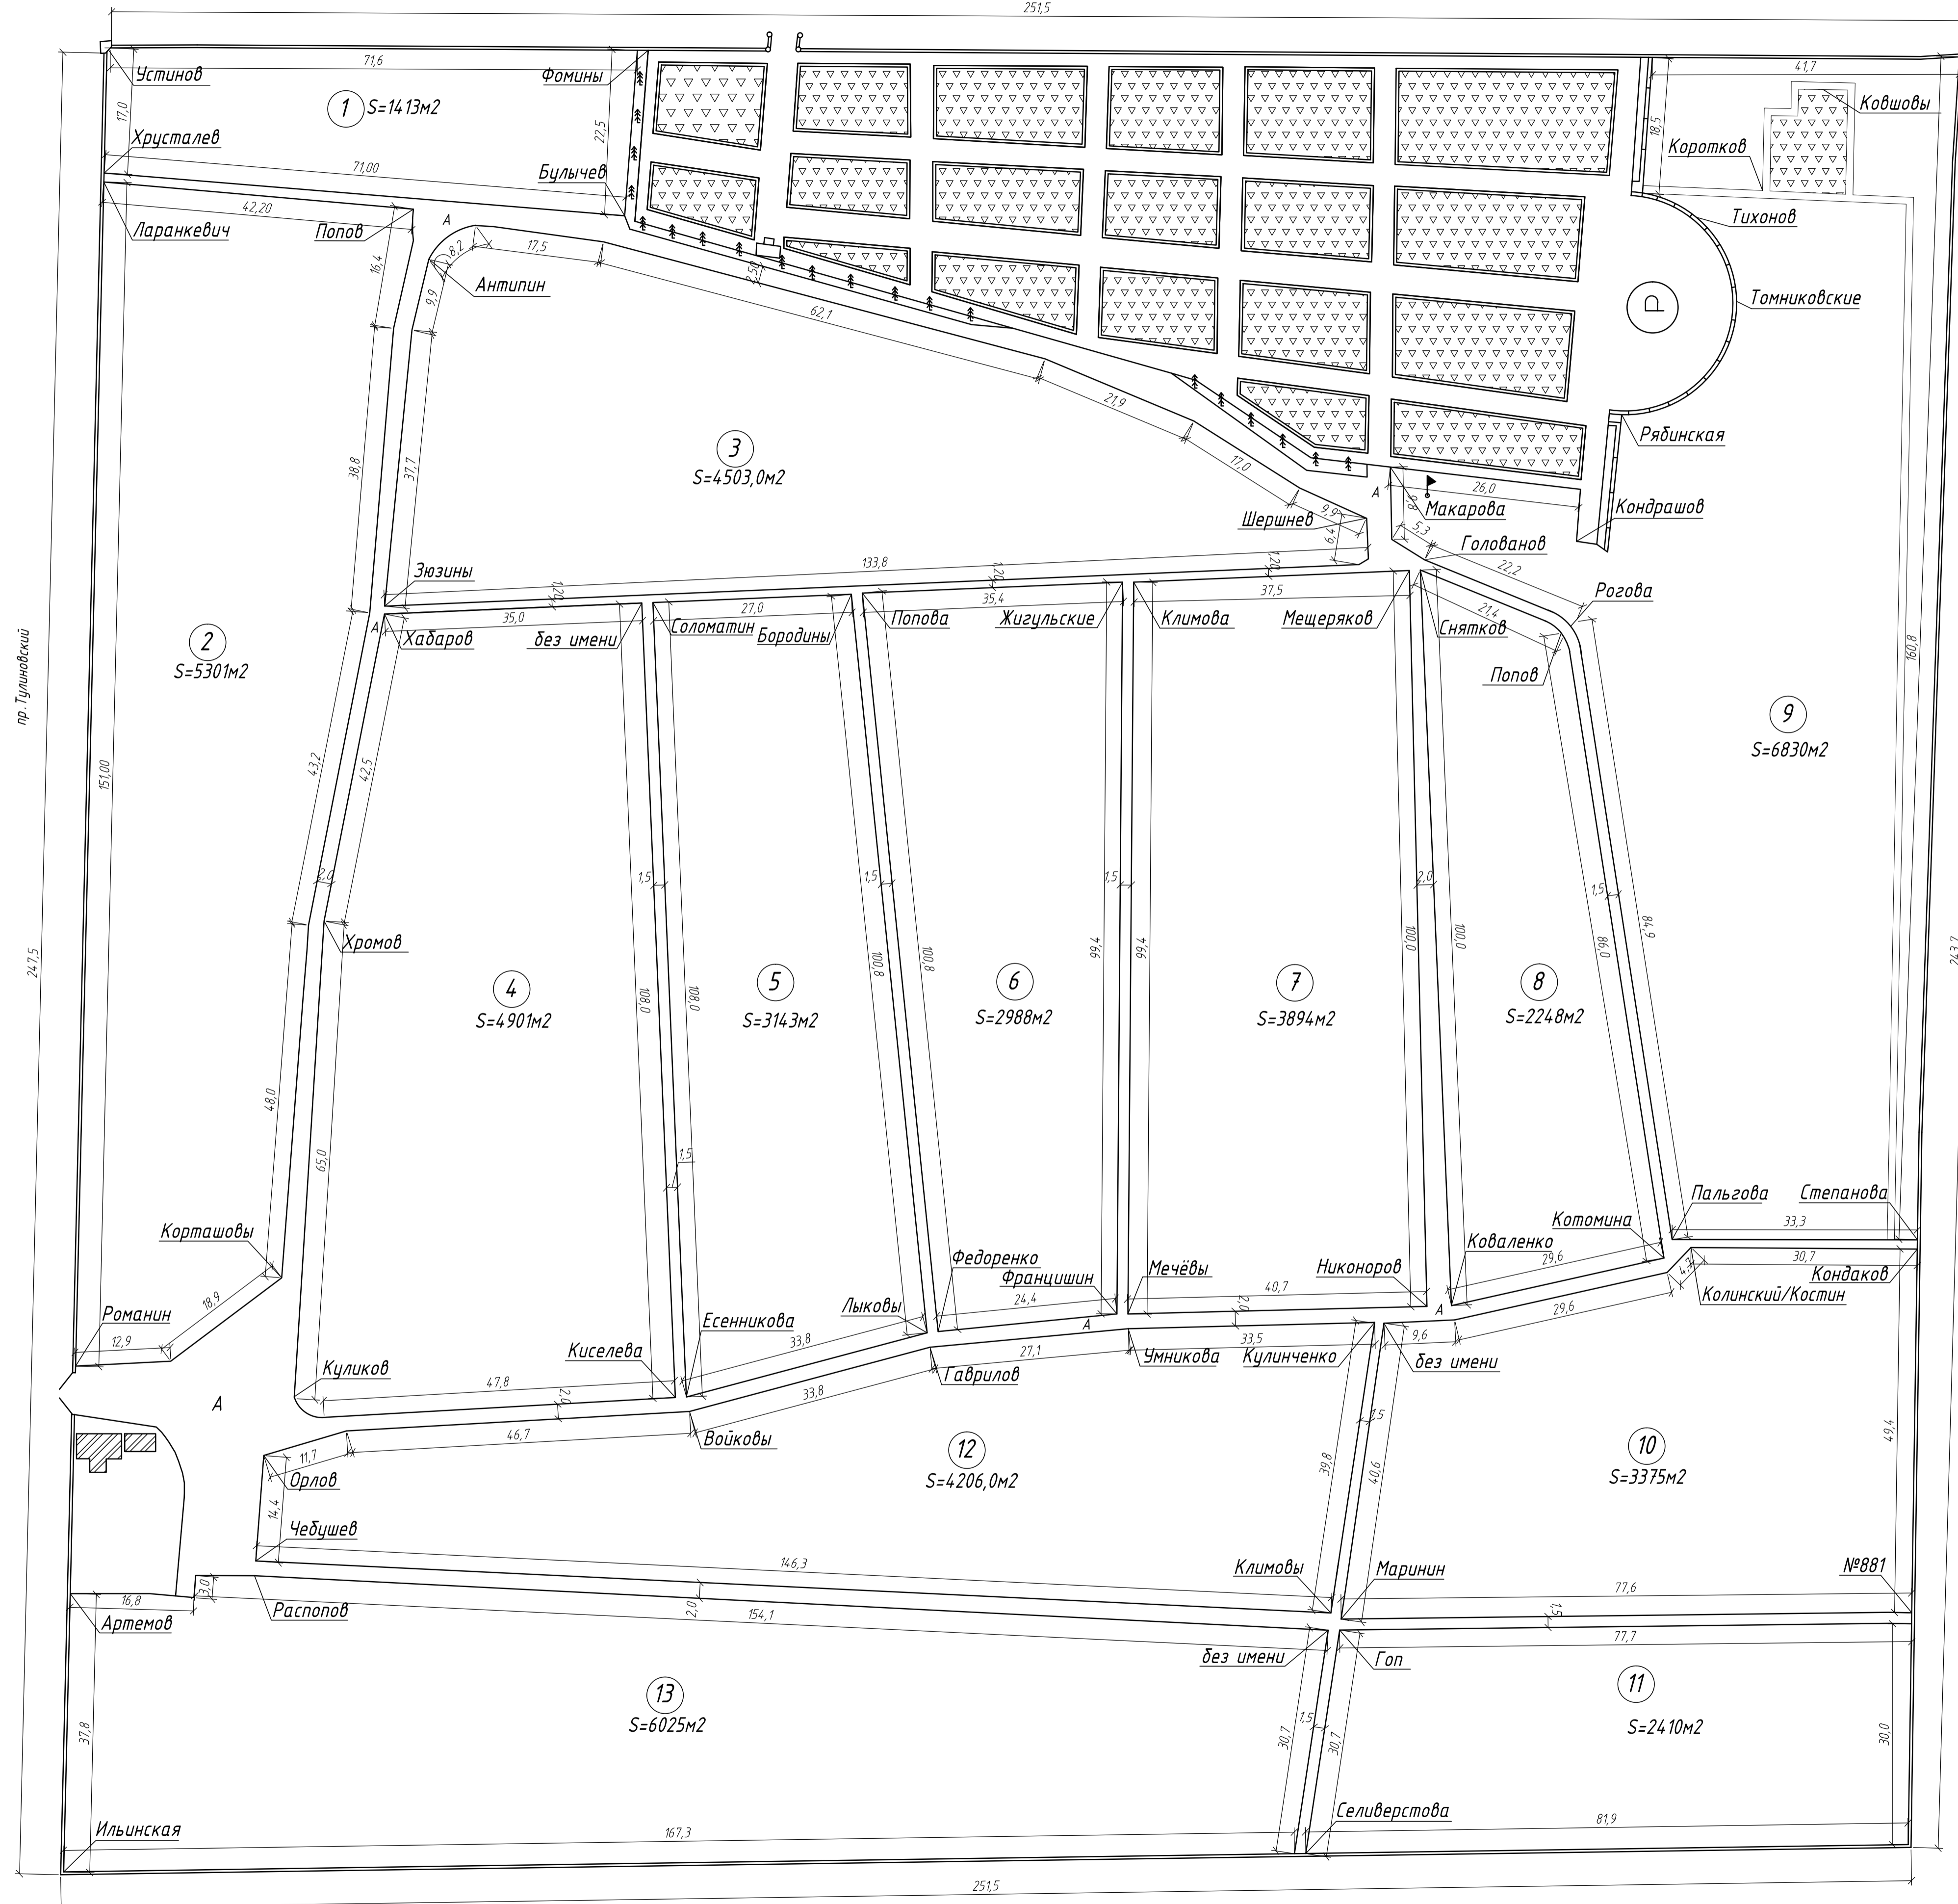 251,5
71,6
41,7
Устинов
Фомины
1
S=1413м2
17,0
22,5
18,5
Ковшовы
Хрусталев
Коротков
71,00
Булычев
42,20
Ларанкевич
Попов
А
8,2
17,5
Тихонов
16,4
Антипин
9,9
2,50
62,1
Р
Томниковские
21,9
38,8
37,7
3
S=4503,0м2
17,0
Рябинская
А
26,0
9,8
Макарова
Кондрашов
9,9
Шершнев
6,4
5,3
Голованов
Зюзины
133,8
1,20
1,20
1,20
22,2
Рогова
35,0
27,0
35,4
37,5
21,4
А
Хабаров
без имени
Соломатин
Бородины
Попова
Жигульские
Климова
Мещеряков
Снятков
Попов
2
S=5301м2
пр.Тулиновский
160,8
9
S=6830м2
151,00
43,2
42,5
2,0
1,5
1,5
1,5
2,0
1,5
84,9
Хромов
247,5
243,7
108,0
108,0
100,8
100,8
99,4
99,4
100,0
100,0
86,0
4
S=4901м2
5
S=3143м2
6
S=2988м2
7
S=3894м2
8
S=2248м2
48,0
65,0
1,5
Пальгова
Степанова
33,3
Корташовы
Котомина
Федоренко
Коваленко
29,6
4,7
30,7
Францишин
Мечёвы
Никоноров
Кондаков
Колинский/Костин
18,9
24,4
40,7
2,0
А
Романин
12,9
Лыковы
Есенникова
33,8
А
29,6
Киселева
27,1
33,5
9,6
Гаврилов
Умникова
Кулинченко
без имени
Куликов
47,8
2,0
33,8
А
46,7
Войковы
1,5
49,4
11,7
Орлов
12
S=4206,0м2
39,8
40,6
10
S=3375м2
14,4
Чебушев
146,3
Климовы
Маринин
№881
3,0
16,8
Артемов
Распопов
2,0
154,1
77,6
1,5
77,7
без имени
Гоп
13
S=6025м2
11
S=2410м2
37,8
30,7
1,5
30,7
30,0
Ильинская
167,3
Селиверстова
81,9
251,5